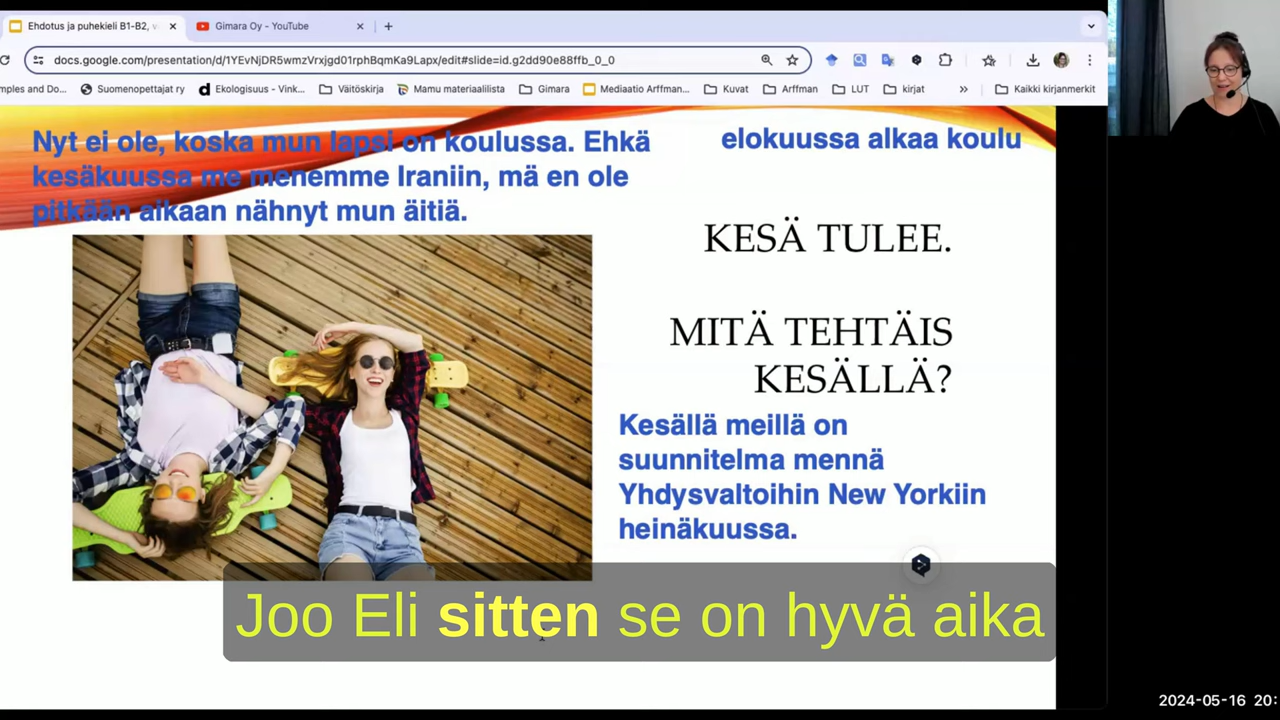 Ehdotus ja puhekieli B1-B2, v
Gimara Oy - YouTube
docs.google.com/presentation/d/1YEvNjDR5wmzVrxjgd01rphBqmKa9Lapx/edit#slide=id.g2dd90e88ffb_0_0
mples and Do... Suomenopettajat ry Ekologisuus - Vink... Väitöskirja Mamu materiaalilista Gimara Mediaatio Arffman... Kuvat Arffman LUT kirjat » Kaikki kirjanmerkit
Nyt ei ole, koska mun lapsi on koulussa. Ehkä
kesäkuussa me menemme Iraniin, mä en ole
pitkään aikaan nähnyt mun äitiä.
elokuussa alkaa koulu
KESÄ TULEE.
MITÄ TEHTÄIS
KESÄLLÄ?
Kesällä meillä on
suunnitelma mennä
Yhdysvaltoihin New Yorkiin
heinäkuussa.
Joo Eli sitten se on hyvä aika
2024-05-16 20: